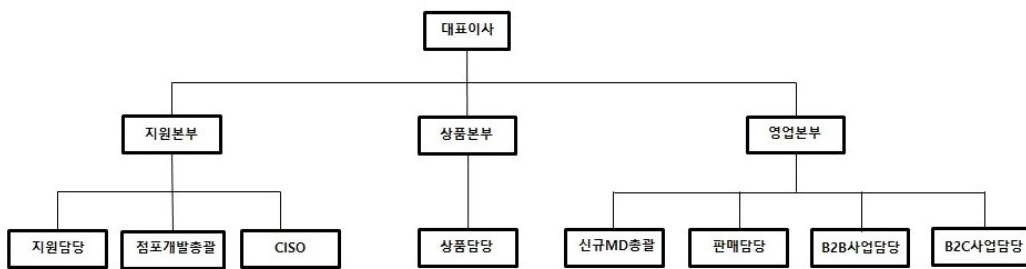 대표이사
지원본부
상품본부
영업본부
지원담당
점포개발총괄
CISO
상품담당
신규MD총괄
판매담당
B2B사업담당
B2C사업담당